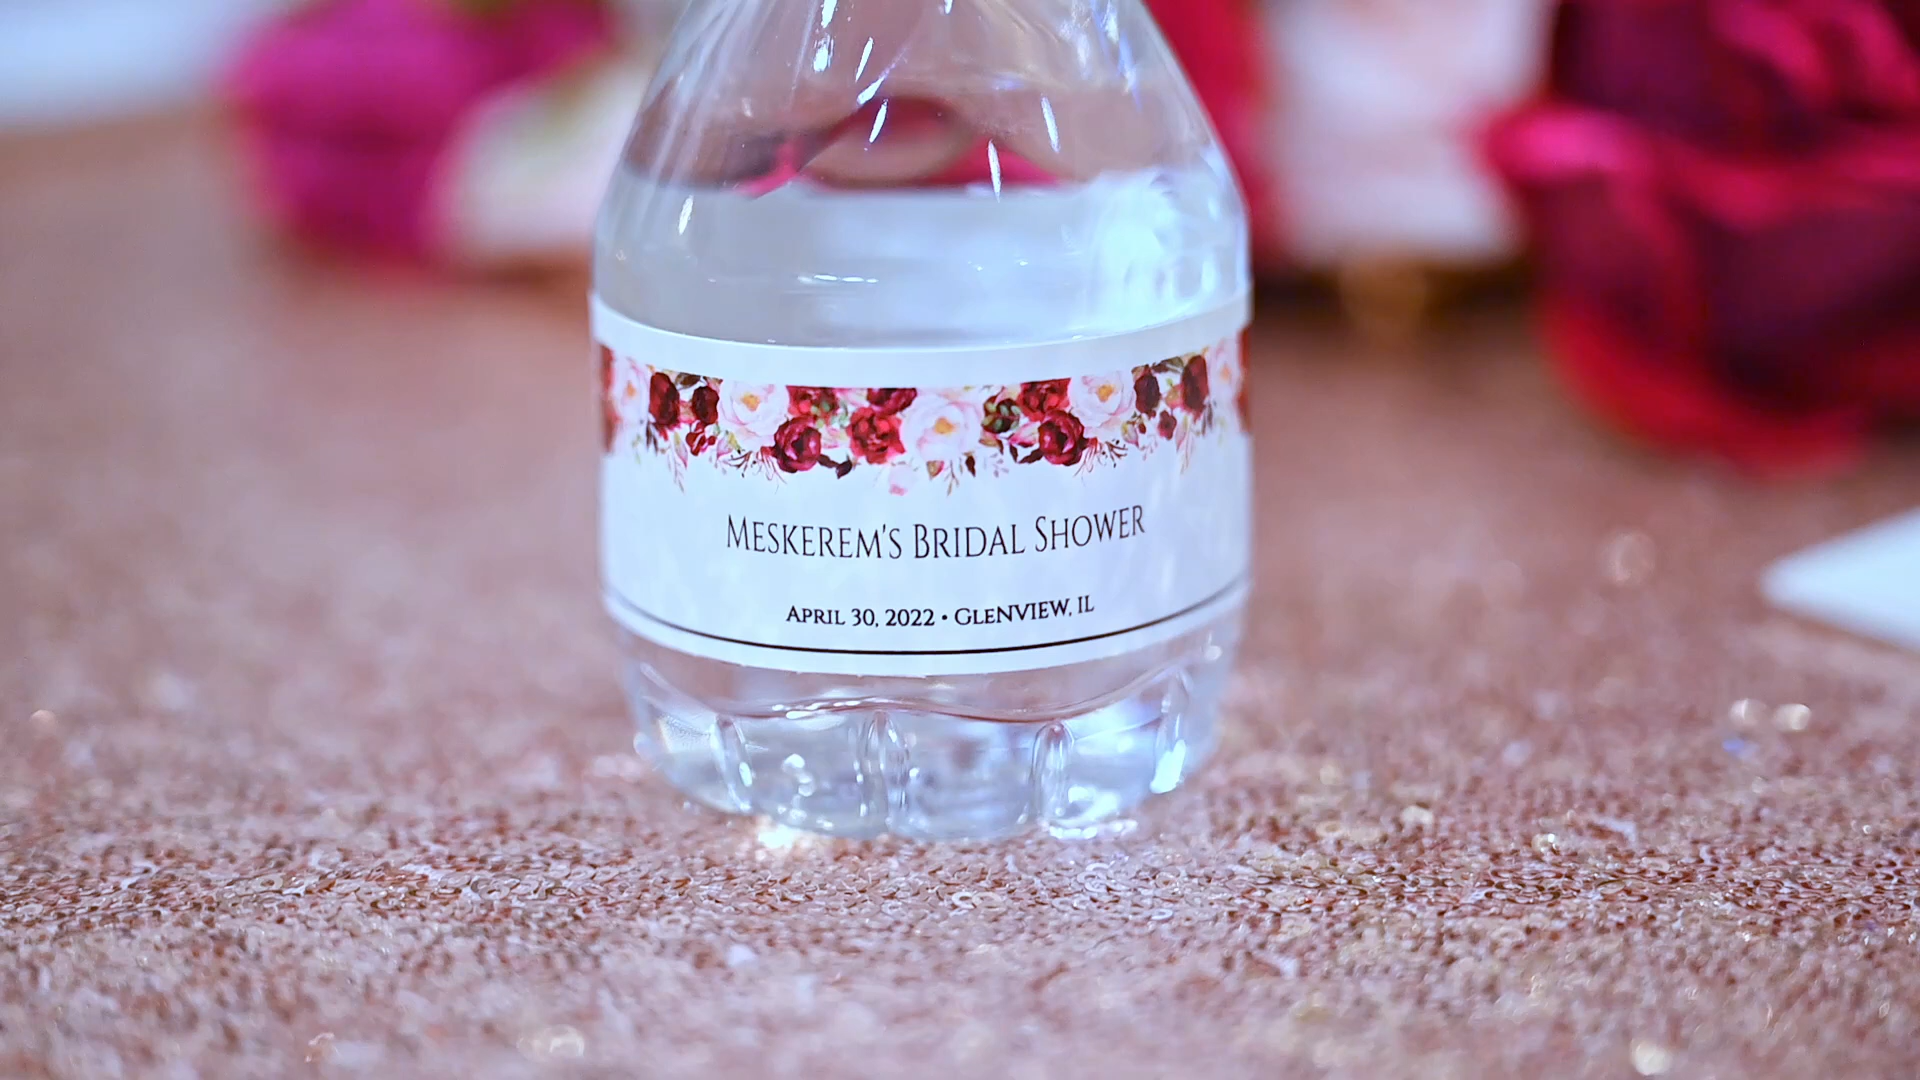 MESKEREM'S BRIDAL SHOWER
APRIL 30, 2022 • GLENVIEW, IL